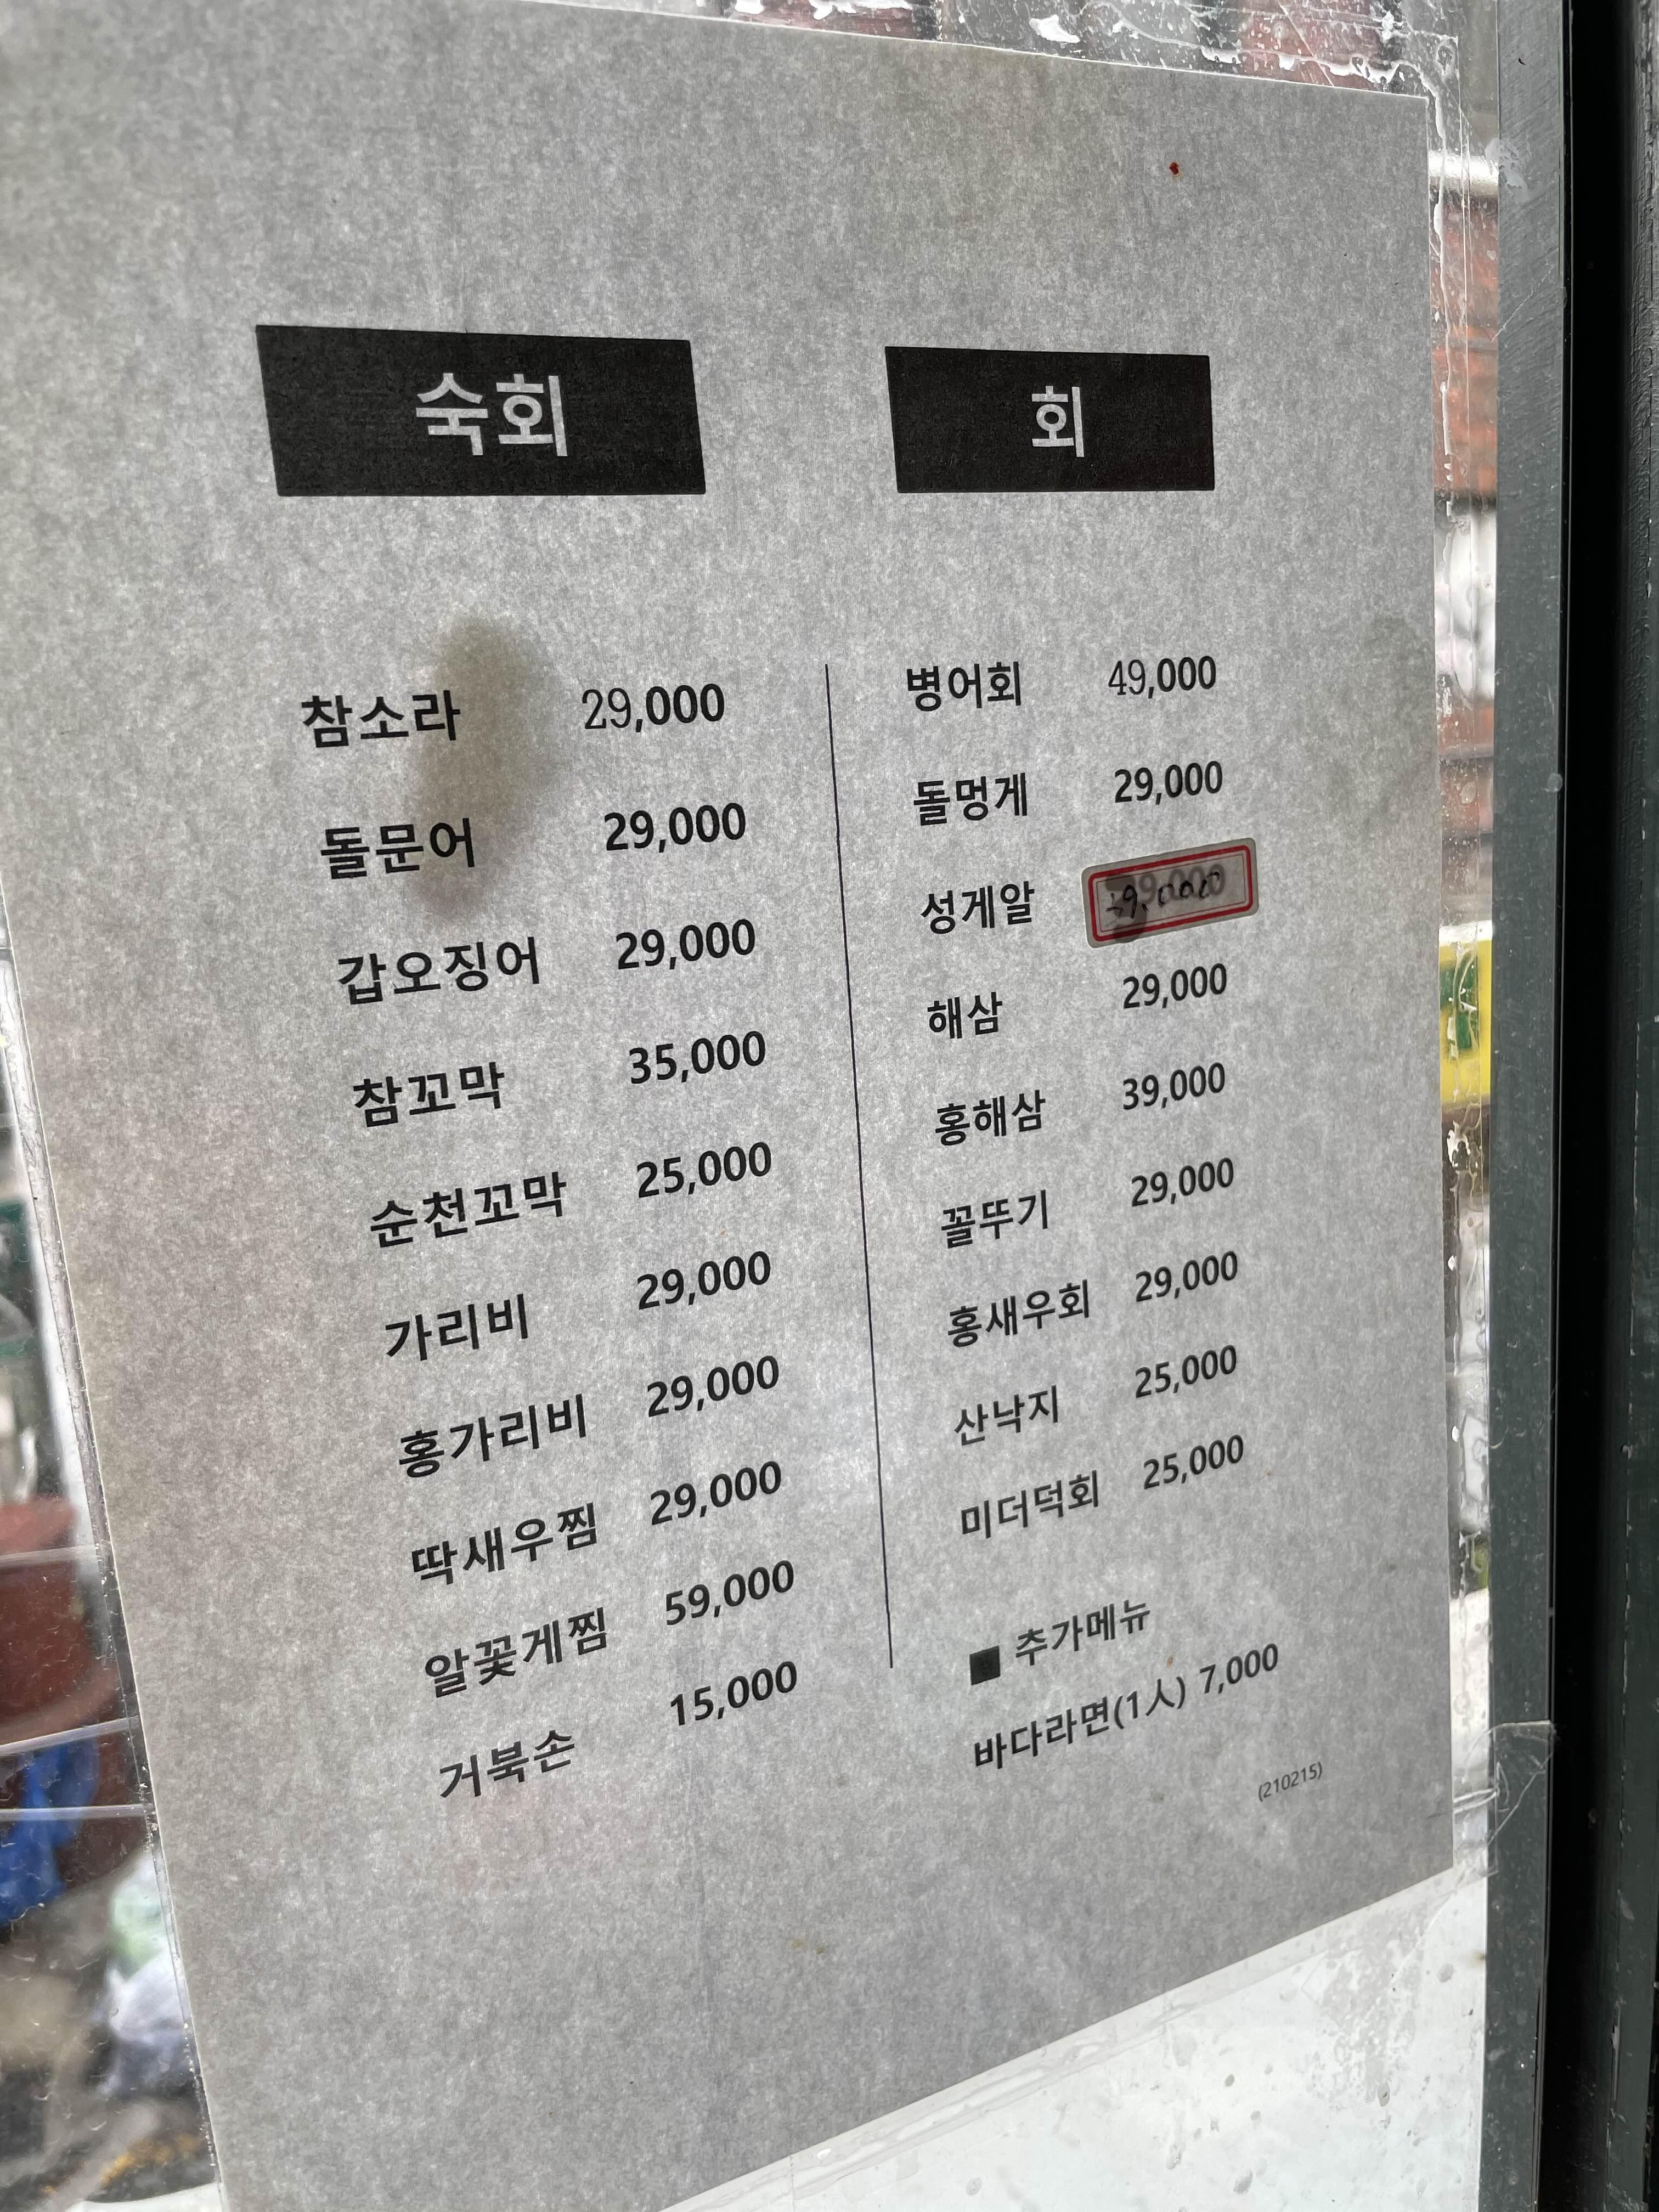 숙회
참소라 29,000
돌문어 29,000
갑오징어 29,000
참꼬막 35,000
순천꼬막 25,000
가리비 29,000
홍가리비 29,000
딱새우찜 29,000
알꽃게찜 59,000
거북손 15,000
회
병어회 49,000
돌멍게 29,000
성게알
해삼 29,000
홍해삼 39,000
꼴뚜기 29,000
홍새우회 29,000
산낙지 25,000
미더덕회 25,000
■ 추가메뉴
바다라면(1人) 7,000
(210215)